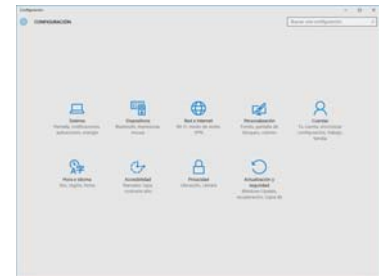 Configuración
CONFIGURACIÓN
Buscar una configuración
Sistema
Pantalla, notificaciones, aplicaciones, energía
Dispositivos
Bluetooth, impresoras, mouse
Red e Internet
Wi-Fi, modo de avión, VPN
Personalización
Fondo, pantalla de bloqueo, colores
Cuentas
Tu cuenta, sincronizar configuración, trabajo, familia
Hora e idioma
Voz, región, fecha
Accesibilidad
Narrador, lupa, contraste alto
Privacidad
Ubicación, cámara
Actualización y seguridad
Windows Update, recuperación, copia de